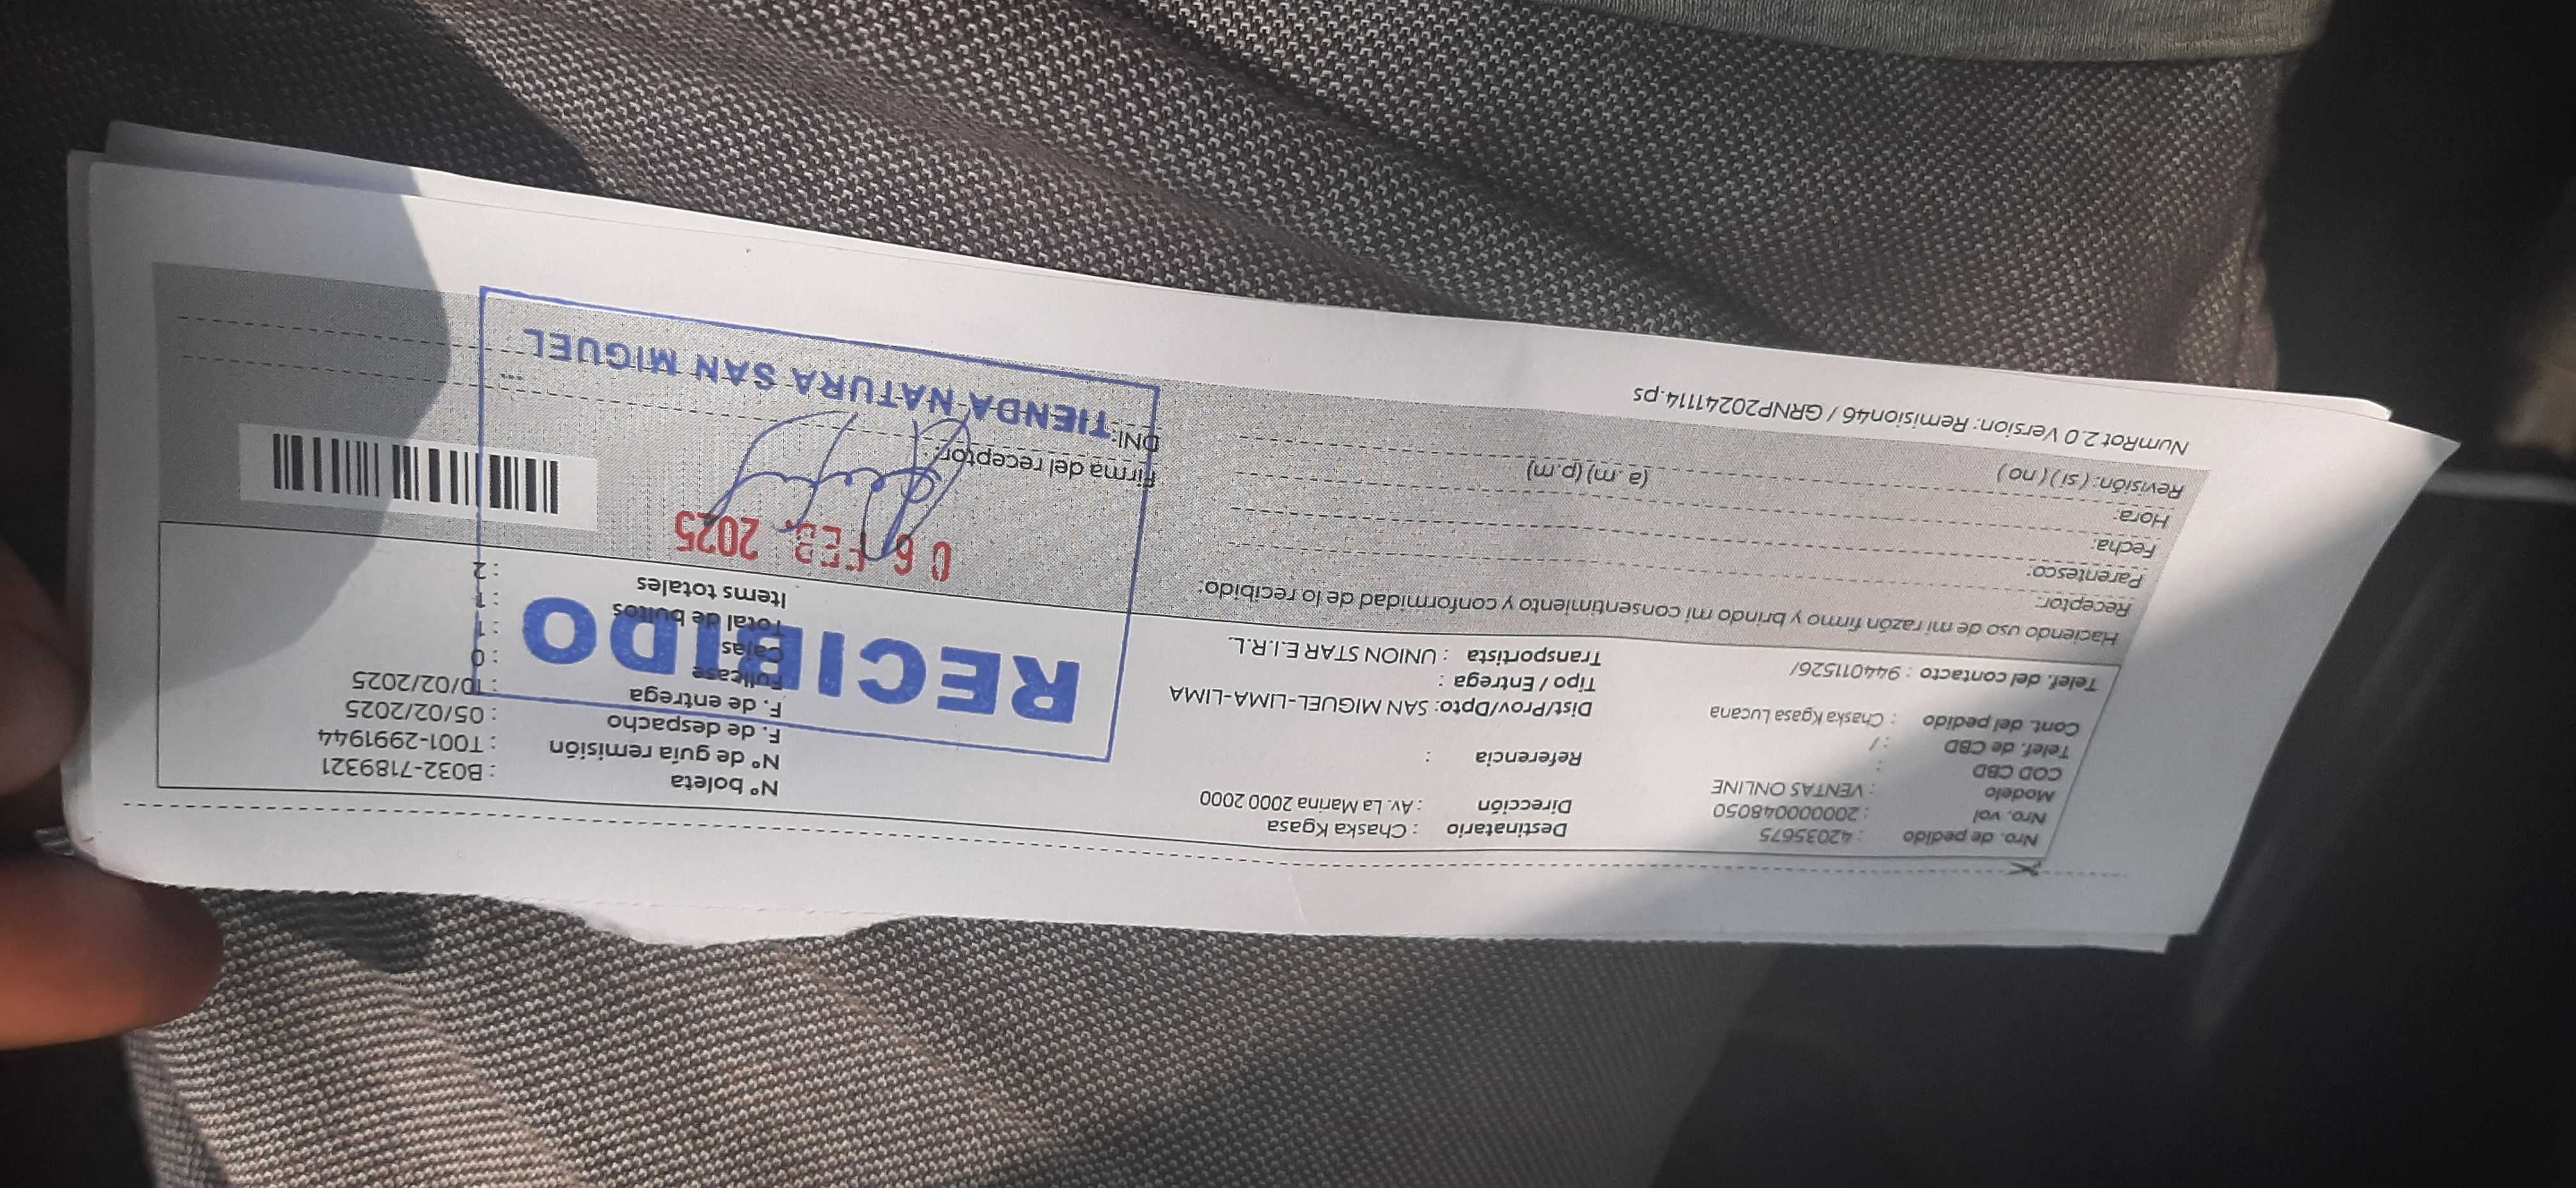 Nro. de pedido : 42035675
Nro. vol : 20000004 8050
Modelo : VENTAS ONLINE
COD CBD :
Telef. de CBD : /
Cont. del pedido : Chaska Kgasa Lucana
Telef. del contacto : 944011526/
Destinatario : Chaska Kgasa
Dirección : Av. La Marina 2000 2000
Referencia :
Dist/Prov/Dpto: SAN MIGUEL-LIMA-LIMA
Tipo / Entrega :
Transportista : UNION STAR E.I.R.L.
N° boleta : B032-7189321
N° de guía remisión : T001-2991944
F. de despacho : 05/02/2025
F. de entrega : 10/02/2025
Fullcase : 0
Cajas : 1
Total de bultos : 1
Items totales : 2
RECIBIDO
06 FEB. 2025
TIENDA NATURA SAN MIGUEL
Haciendo uso de mi razón firmo y brindo mi consentimiento y conformidad de lo recibido:
Receptor:
Parentesco:
Fecha:
Hora: (a.m) (p.m)
Revisión: ( si ) ( no )
Firma del receptor:
DNI:
NumRot 2.0 Version: Remision46 / GRNP20241114.ps